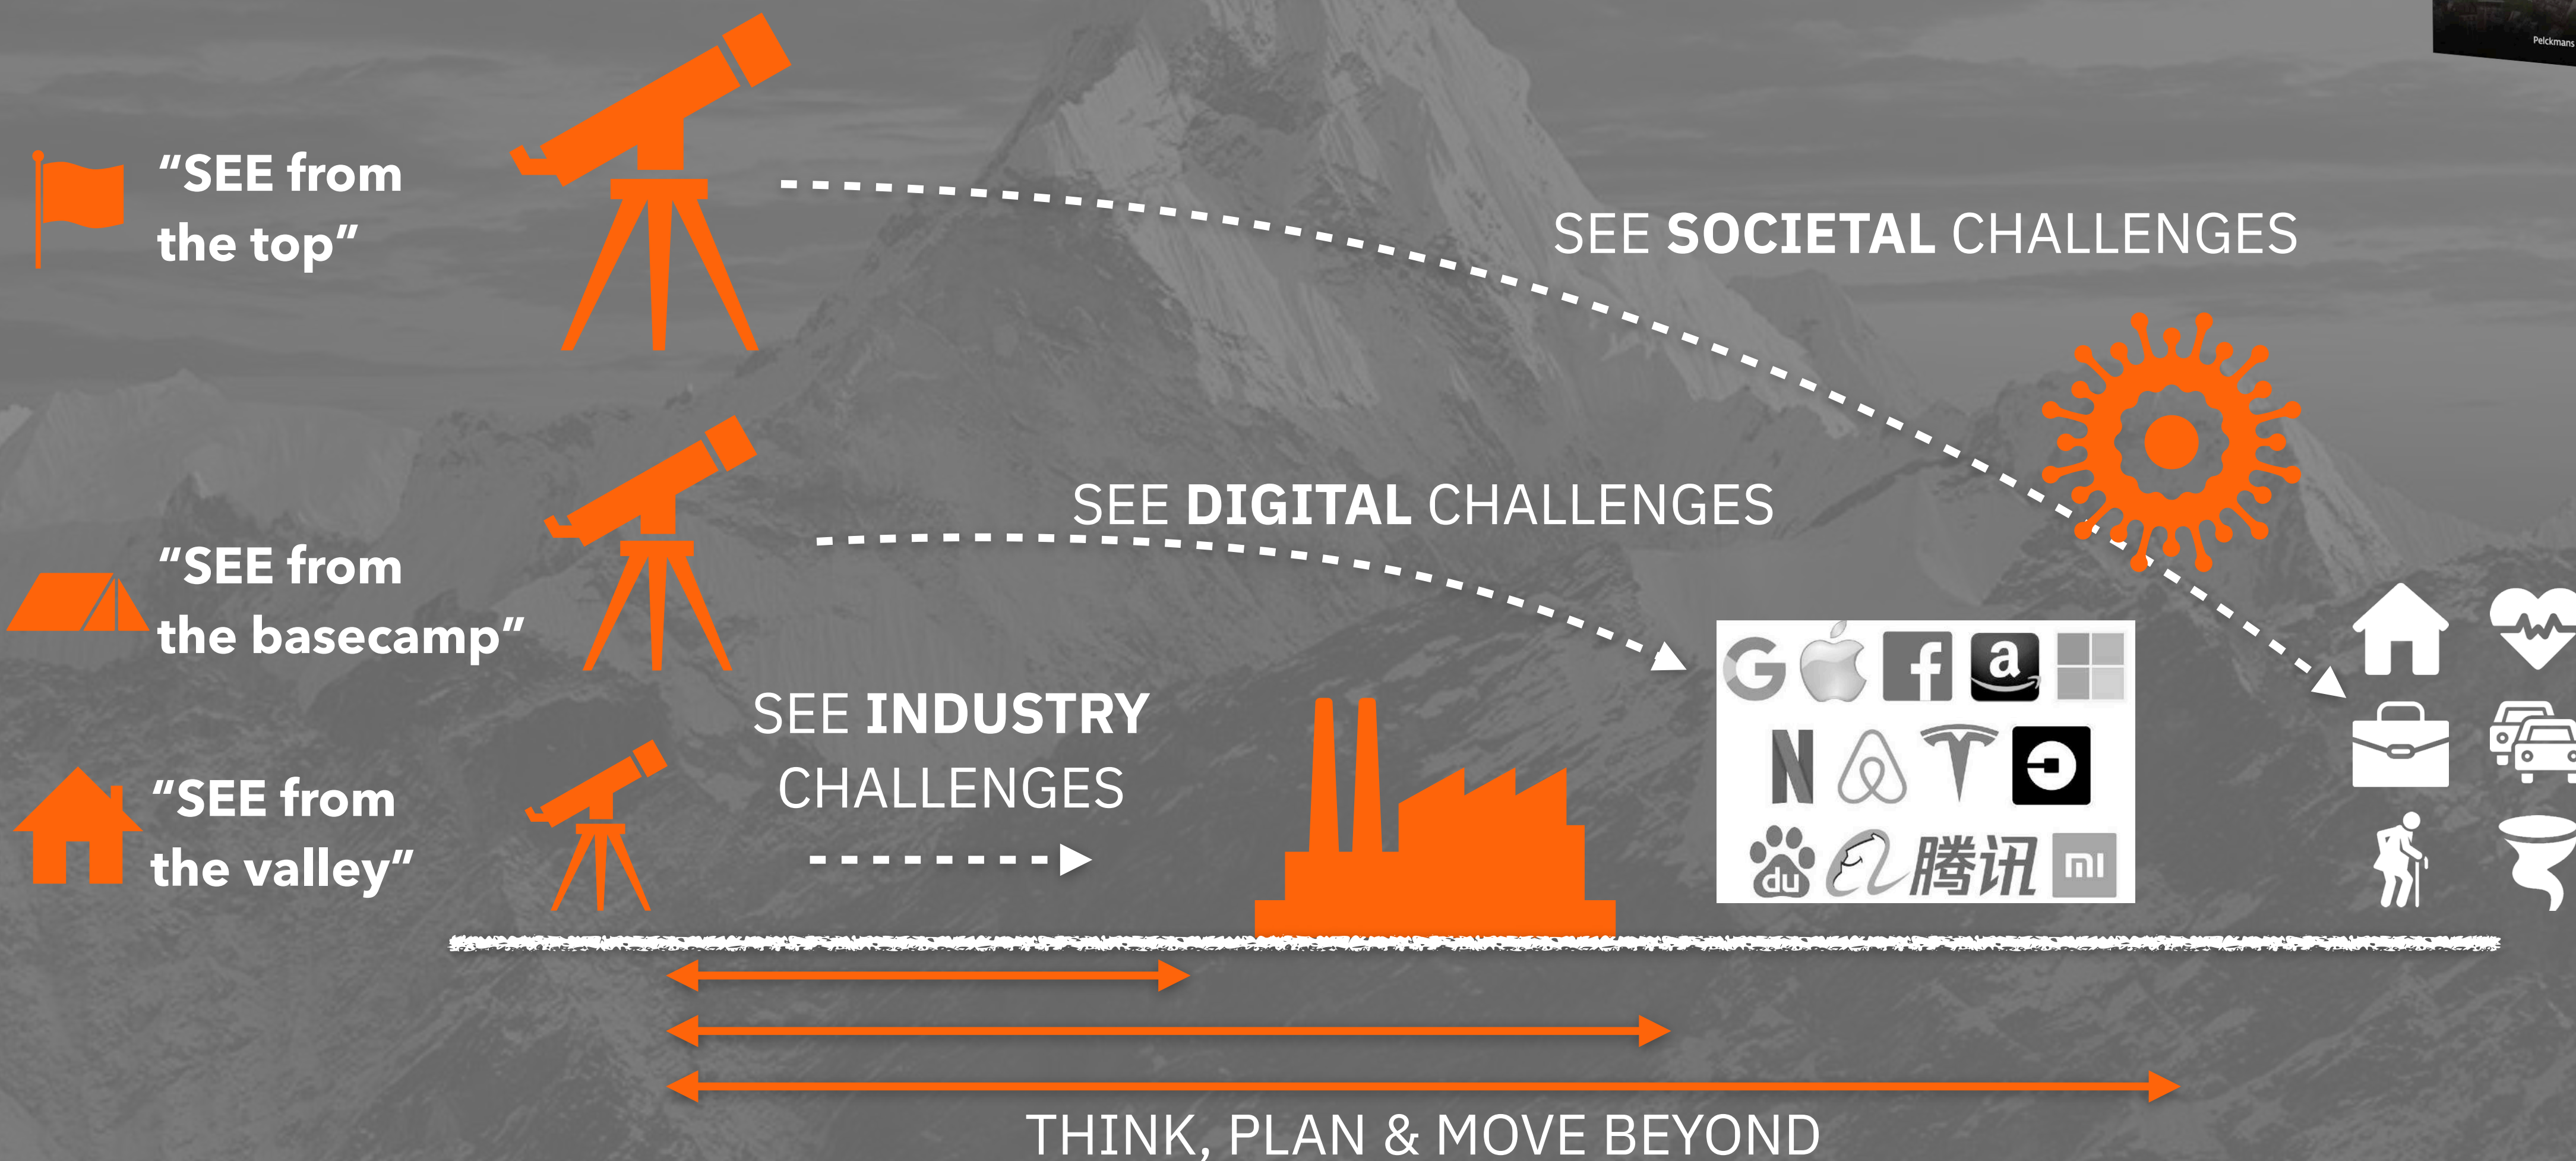 Pelckmans
“SEE from
the top”
SEE SOCIETAL CHALLENGES
SEE DIGITAL CHALLENGES
“SEE from
the basecamp”
G f a
SEE INDUSTRY
CHALLENGES
N
“SEE from
the valley”
du 腾讯 mi
THINK, PLAN & MOVE BEYOND